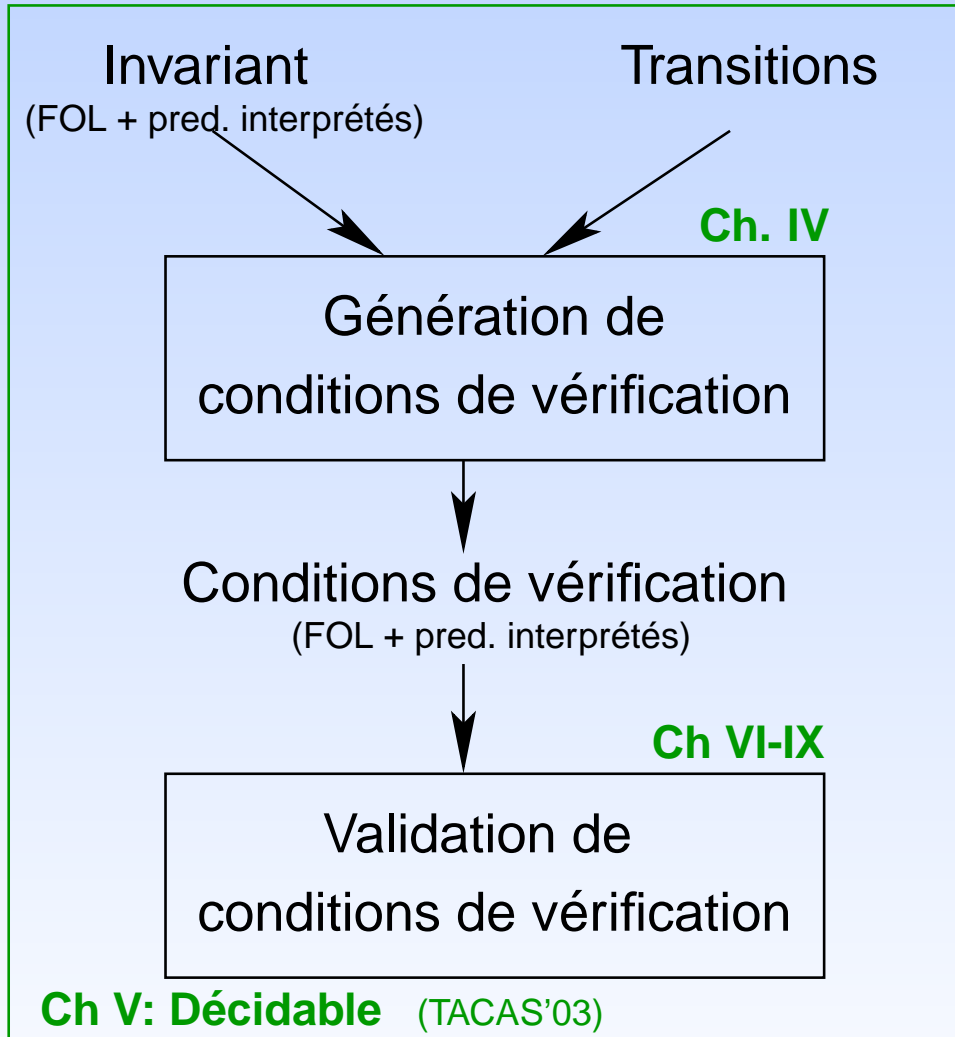 Invariant
Transitions
(FOL + pred. interprétés)
Ch. IV
Génération de
conditions de vérification
Conditions de vérification
(FOL + pred. interprétés)
Ch VI-IX
Validation de
conditions de vérification
Ch V: Décidable (TACAS'03)